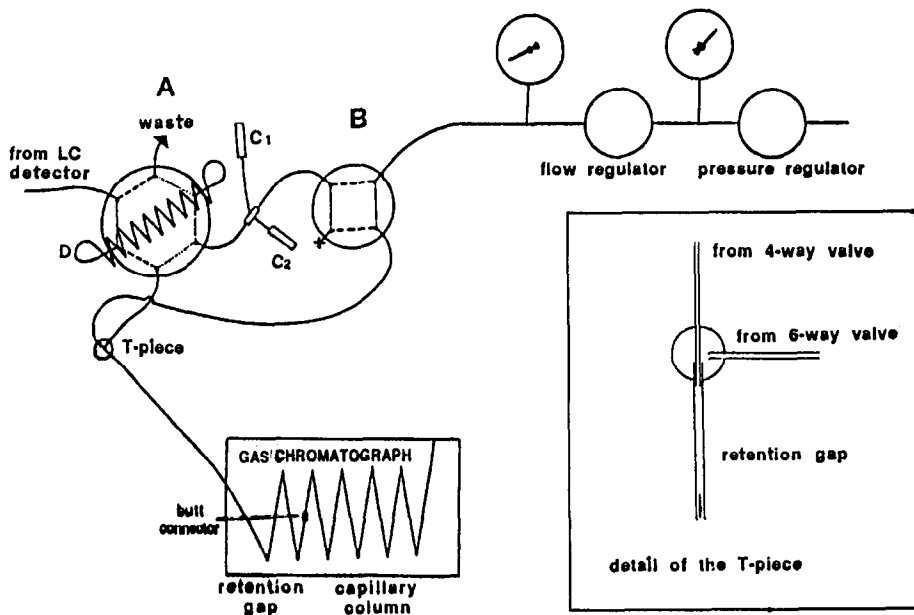 A
waste
from LC
detector
C1
B
D
C2
flow regulator
pressure regulator
T-piece
GAS CHROMATOGRAPH
butt
connector
retention
gap
capillary
column
from 4-way valve
from 6-way valve
retention gap
detail of the T-piece